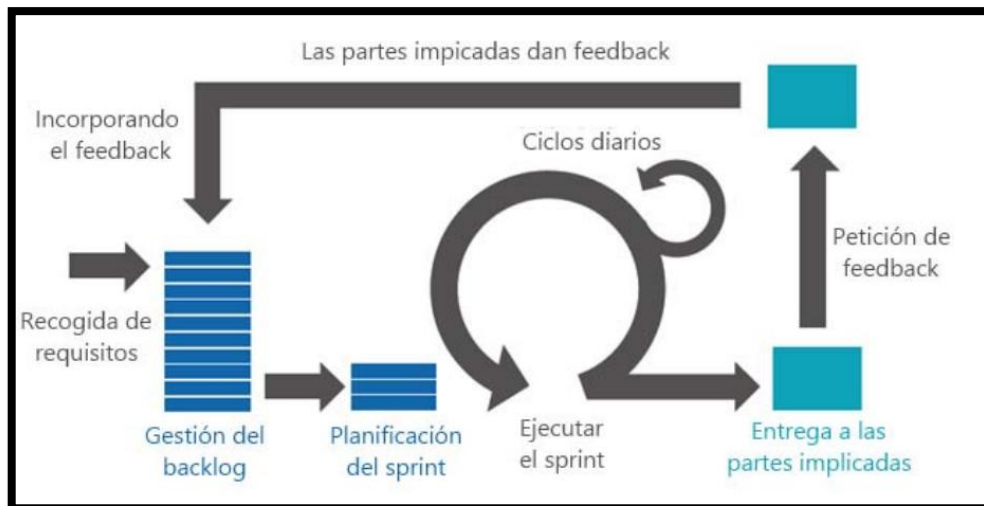 Las partes impicadas dan feedback
Incorporando
el feedback
Ciclos diarios
Petición de
feedback
Recogida de
requisitos
Gestión del
backlog
Planificación
del sprint
Ejecutar
el sprint
Entrega a las
partes implicadas